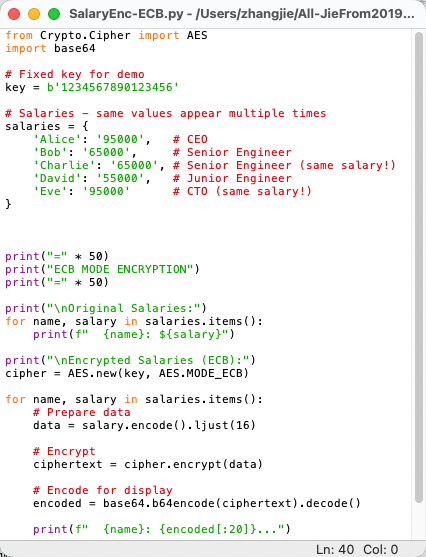 SalaryEnc-ECB.py - /Users/zhangjie/All-JieFrom2019...
from Crypto.Cipher import AES
import base64
# Fixed key for demo
key = b'1234567890123456'
# Salaries - same values appear multiple times
salaries = {
    'Alice': '95000',   # CEO
    'Bob': '65000',     # Senior Engineer
    'Charlie': '65000', # Senior Engineer (same salary!)
    'David': '55000',   # Junior Engineer
    'Eve': '95000'      # CTO (same salary!)
}
print("=" * 50)
print("ECB MODE ENCRYPTION")
print("=" * 50)
print("\nOriginal Salaries:")
for name, salary in salaries.items():
    print(f"  {name}: ${salary}")
print("\nEncrypted Salaries (ECB):")
cipher = AES.new(key, AES.MODE_ECB)
for name, salary in salaries.items():
    # Prepare data
    data = salary.encode().ljust(16)
    # Encrypt
    ciphertext = cipher.encrypt(data)
    # Encode for display
    encoded = base64.b64encode(ciphertext).decode()
    print(f"  {name}: {encoded[:20]}...")
Ln: 40  Col: 0